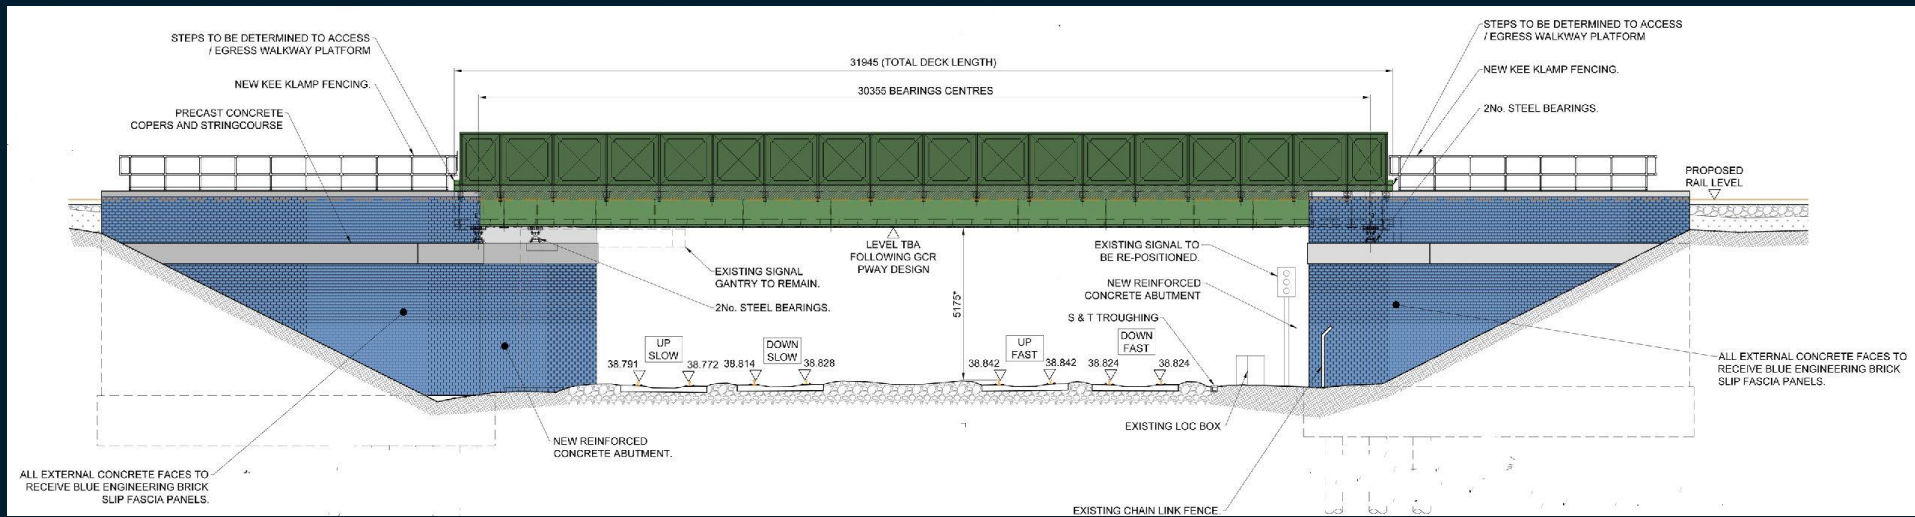 STEPS TO BE DETERMINED TO ACCESS
/ EGRESS WALKWAY PLATFORM
NEW KEE KLAMP FENCING.
PRECAST CONCRETE
COPERS AND STRINGCOURSE
31945 (TOTAL DECK LENGTH)
30355 BEARINGS CENTRES
STEPS TO BE DETERMINED TO ACCESS
/ EGRESS WALKWAY PLATFORM
NEW KEE KLAMP FENCING.
2No. STEEL BEARINGS.
PROPOSED
RAIL LEVEL
LEVEL TBA
FOLLOWING GCR
PWAY DESIGN
EXISTING SIGNAL
GANTRY TO REMAIN.
2No. STEEL BEARINGS.
5175*
EXISTING SIGNAL TO
BE RE-POSITIONED.
NEW REINFORCED
CONCRETE ABUTMENT
S & T TROUGHING
UP
SLOW
38.791
38.772
DOWN
SLOW
38.814
38.828
UP
FAST
38.842
38.842
DOWN
FAST
38.824
38.824
ALL EXTERNAL CONCRETE FACES TO
RECEIVE BLUE ENGINEERING BRICK
SLIP FASCIA PANELS.
EXISTING LOC BOX
NEW REINFORCED
CONCRETE ABUTMENT.
ALL EXTERNAL CONCRETE FACES TO
RECEIVE BLUE ENGINEERING BRICK
SLIP FASCIA PANELS.
EXISTING CHAIN LINK FENCE.